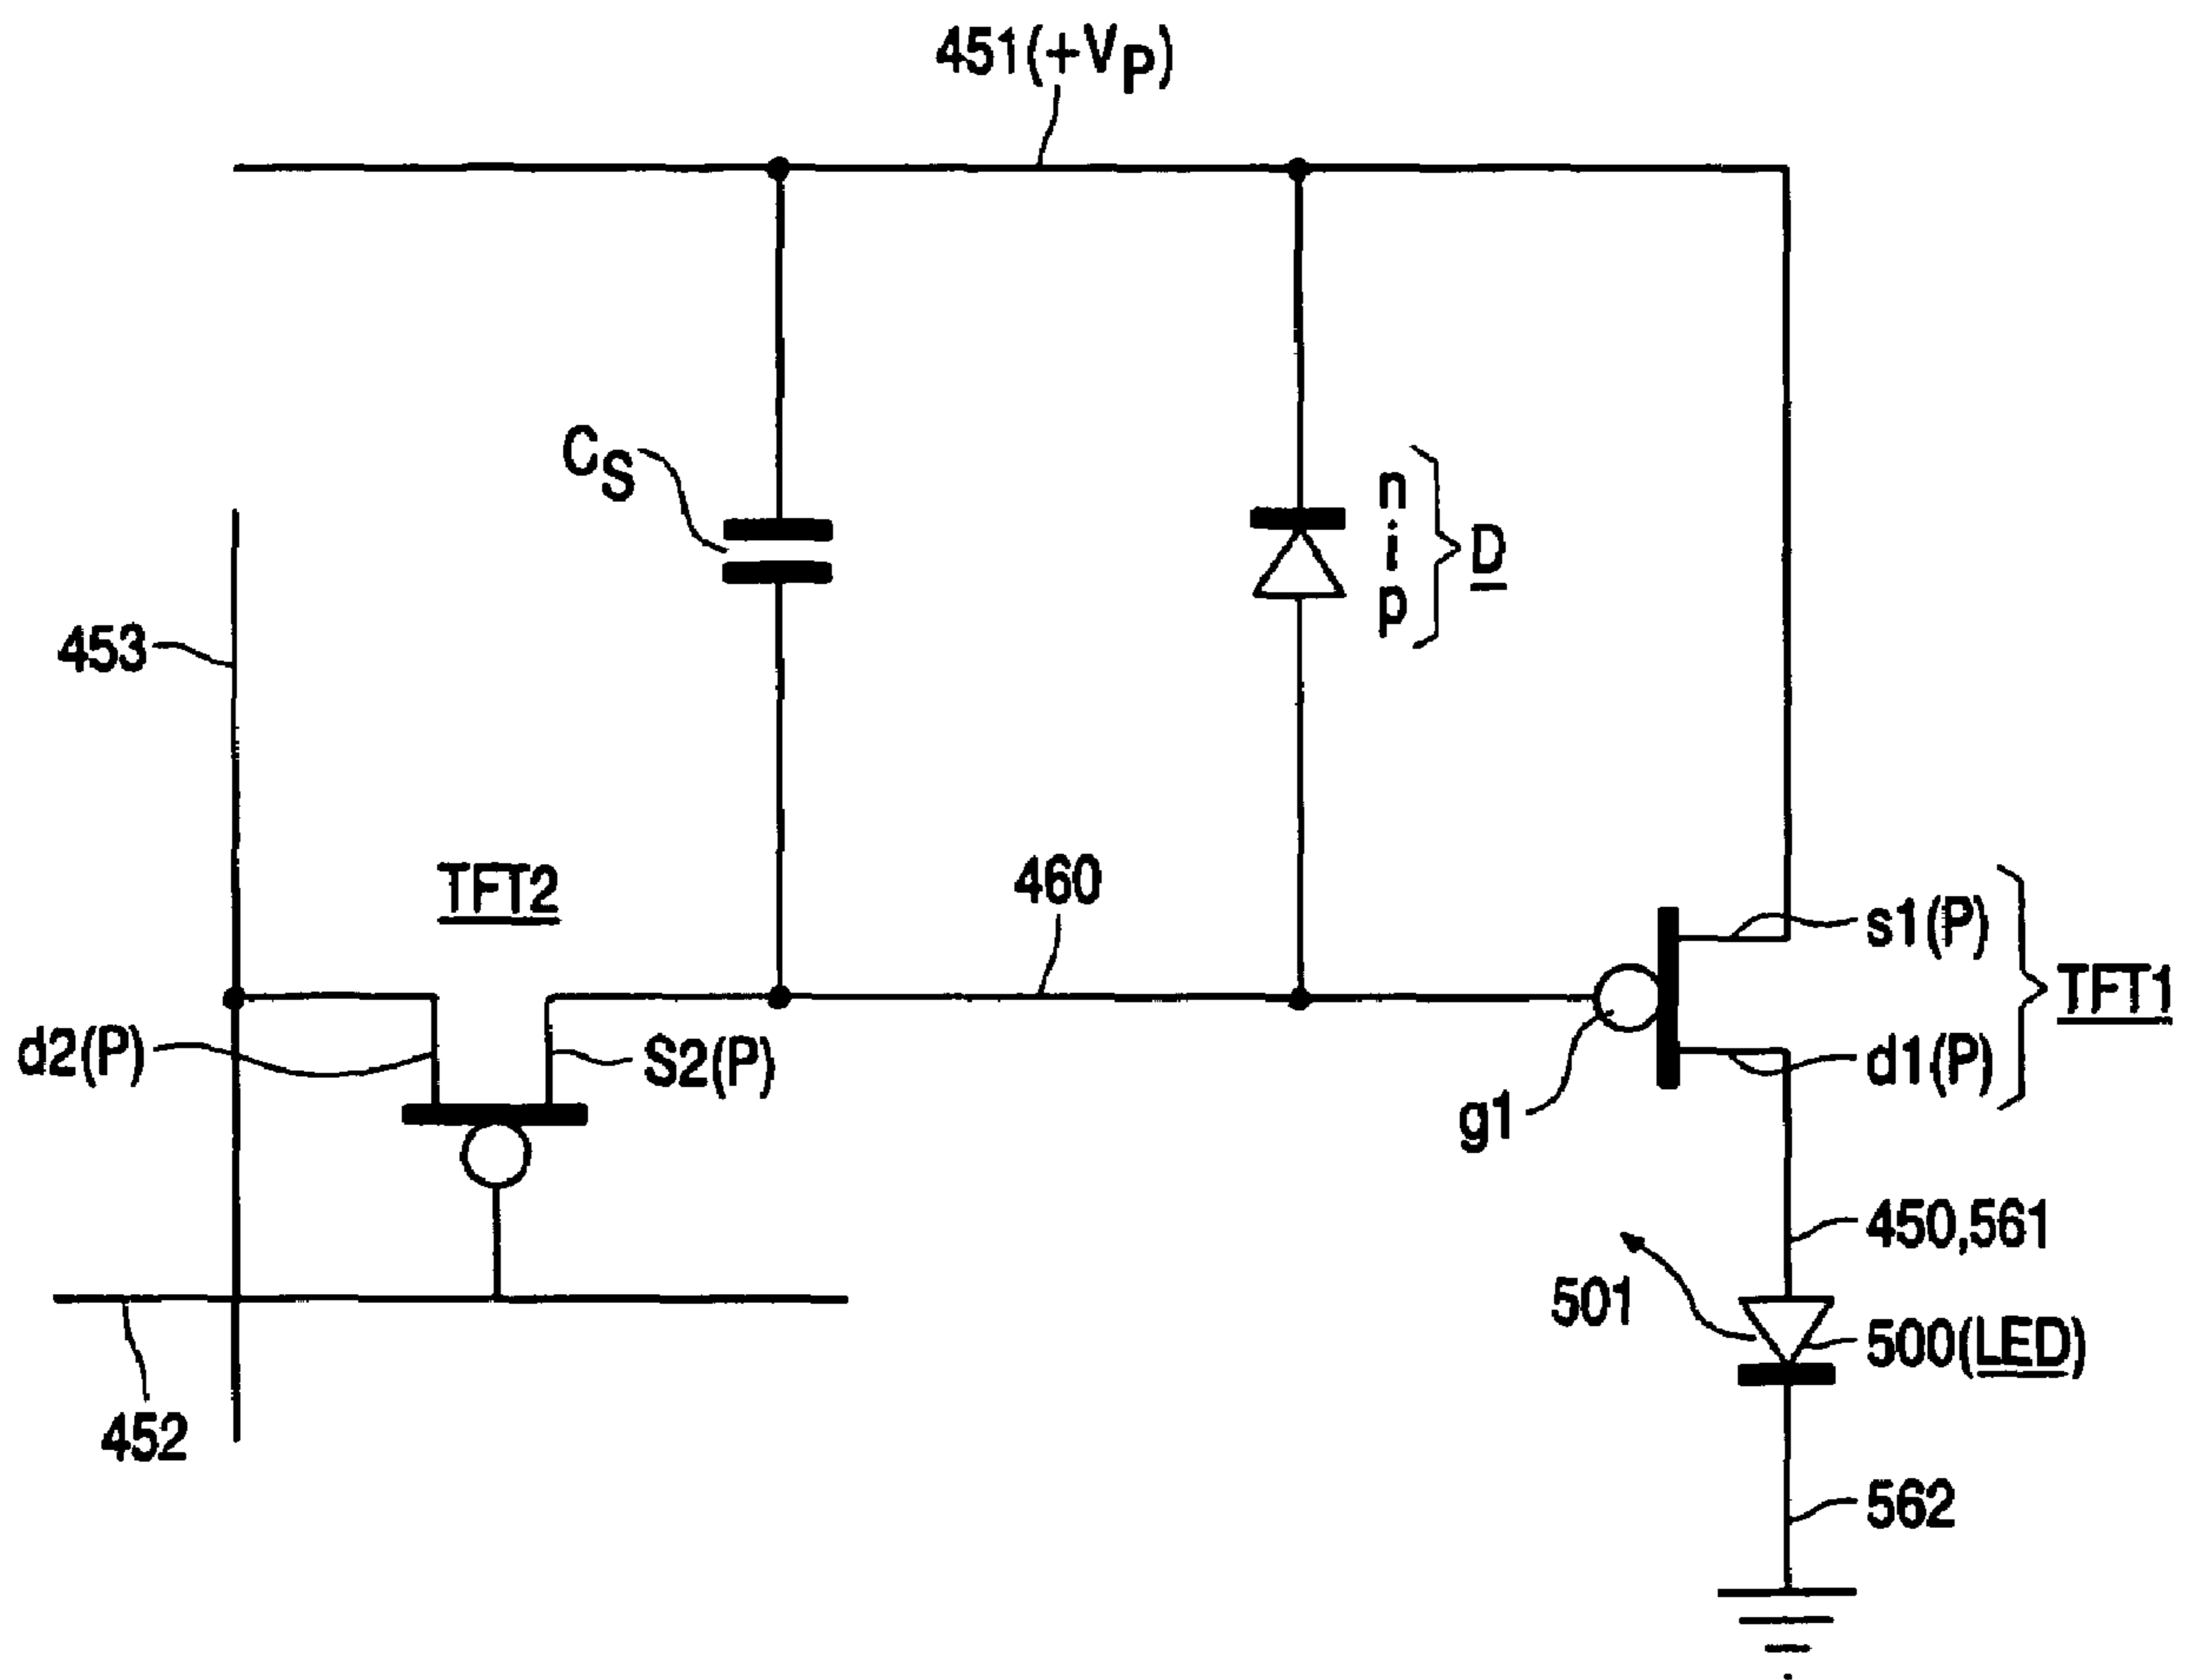 451(+VP)
CS
n
i
p
D
453
TFT2
460
s1(P)
TFT1
d2(P)
S2(P)
d1(P)
g1
450,561
501
500(LED)
452
562